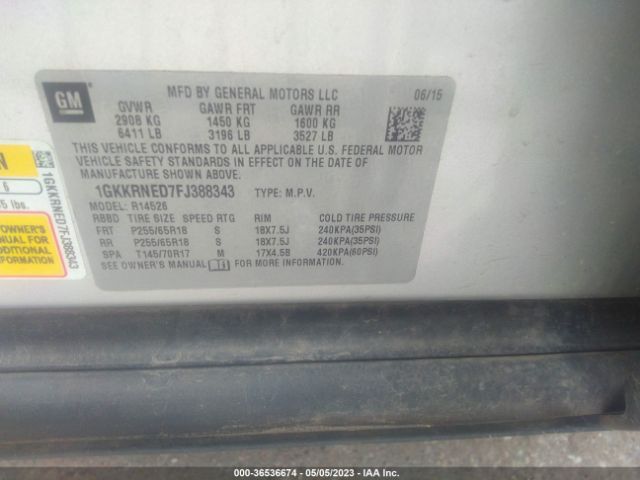 GM
MFD BY GENERAL MOTORS LLC 06/15
GVWR GAWR FRT GAWR RR
2908 KG 1450 KG 1600 KG
6411 LB 3196 LB 3527 LB
THIS VEHICLE CONFORMS TO ALL APPLICABLE U.S. FEDERAL MOTOR
VEHICLE SAFETY STANDARDS IN EFFECT ON THE DATE OF
MANUFACTURE SHOWN ABOVE.
1GKKRNED7FJ388343 TYPE: M.P.V.
MODEL: R14526
RBBD TIRE SIZE SPEED RTG RIM COLD TIRE PRESSURE
FRT P255/65R18 S 18X7.5J 240KPA(35PSI)
RR P255/65R18 S 18X7.5J 240KPA(35PSI)
SPA T145/70R17 M 17X4.5B 420KPA(60PSI)
SEE OWNER'S MANUAL FOR MORE INFORMATION.
N
6
5 lbs.
1GKKRNED7FJ388343
OWNER'S
MANUAL FOR
ADDITIONAL
INFORMATION
000-36536674 - 05/05/2023 - IAA Inc.